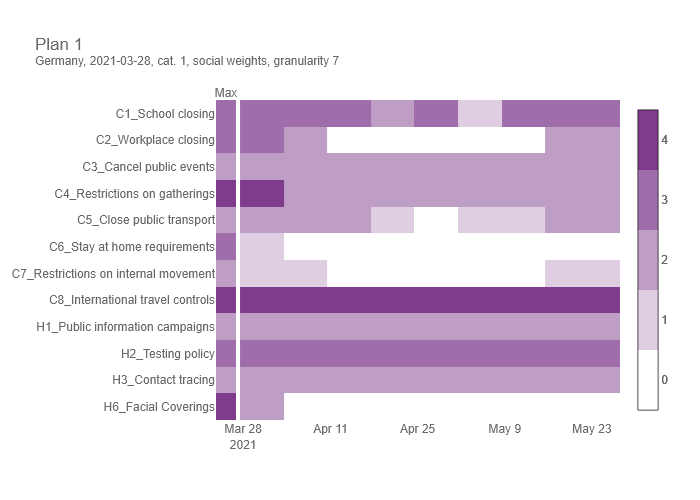 Plan 1
Germany, 2021-03-28, cat. 1, social weights, granularity 7
Max
C1_School closing
C2_Workplace closing
C3_Cancel public events
C4_Restrictions on gatherings
C5_Close public transport
C6_Stay at home requirements
C7_Restrictions on internal movement
C8_International travel controls
H1_Public information campaigns
H2_Testing policy
H3_Contact tracing
H6_Facial Coverings
Mar 28 Apr 11 Apr 25 May 9 May 23
2021
4
3
2
1
0